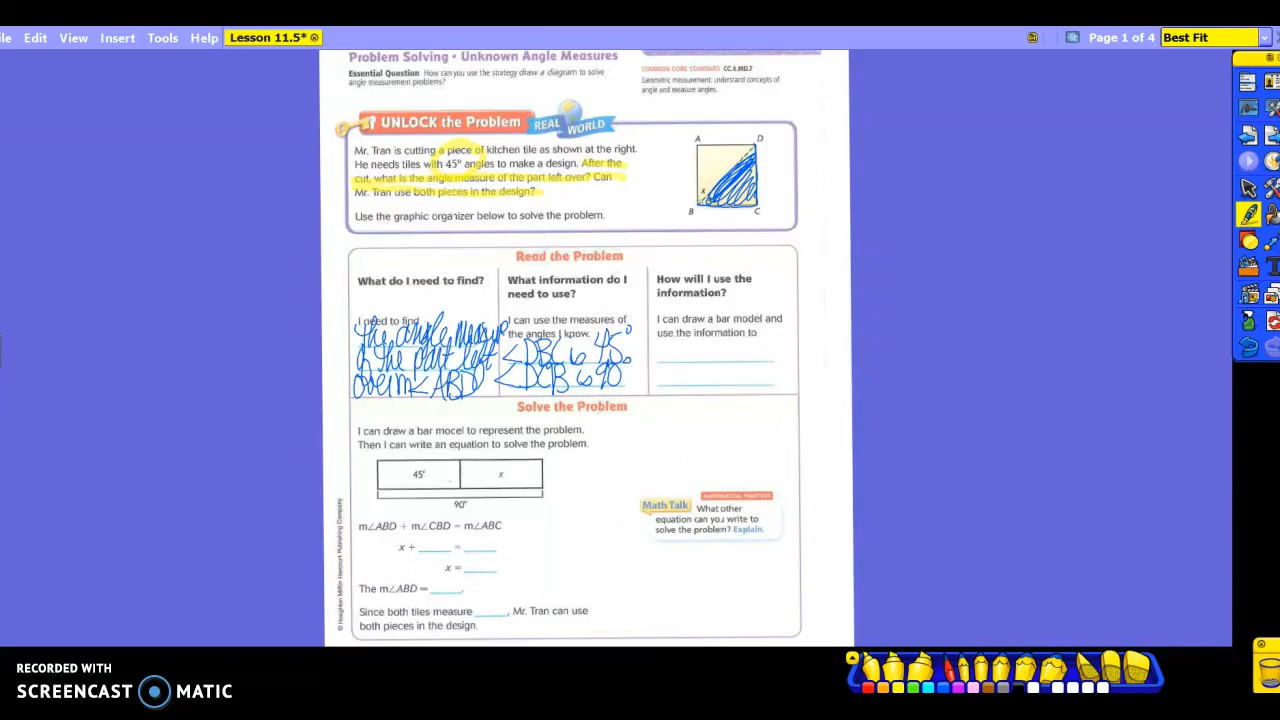 Edit View Insert Tools Help Lesson 11.5*
Page 1 of 4 Best Fit
Problem Solving • Unknown Angle Measures
Essential Question How can you use the strategy draw a diagram to solve
angle measurement problems?
COMMON CORE STANDARD CC.4.MD.7
Geometric measurement: understand concepts of
angle and measure angles.
UNLOCK the Problem REAL WORLD
Mr. Tran is cutting a piece of kitchen tile as shown at the right.
He needs tiles with 45° angles to make a design. After the
cut, what is the angle measure of the part left over? Can
Mr. Tran use both pieces in the design?
Use the graphic organizer below to solve the problem.
A D
x
B C
Read the Problem
What do I need to find?
I need to find
the angle measure
of the part left
over m∠ABD
What information do I
need to use?
I can use the measures of
the angles I know.
∠DBC is 45°
∠DCB is 90°
How will I use the
information?
I can draw a bar model and
use the information to
Solve the Problem
I can draw a bar model to represent the problem.
Then I can write an equation to solve the problem.
45° x
90°
m∠ABD + m∠CBD = m∠ABC
x + ____ = ____
x = ____
The m∠ABD = ____.
Since both tiles measure ____, Mr. Tran can use
both pieces in the design.
MATHEMATICAL PRACTICES
Math Talk What other
equation can you write to
solve the problem? Explain.
© Houghton Mifflin Harcourt Publishing Company
RECORDED WITH
SCREENCAST MATIC